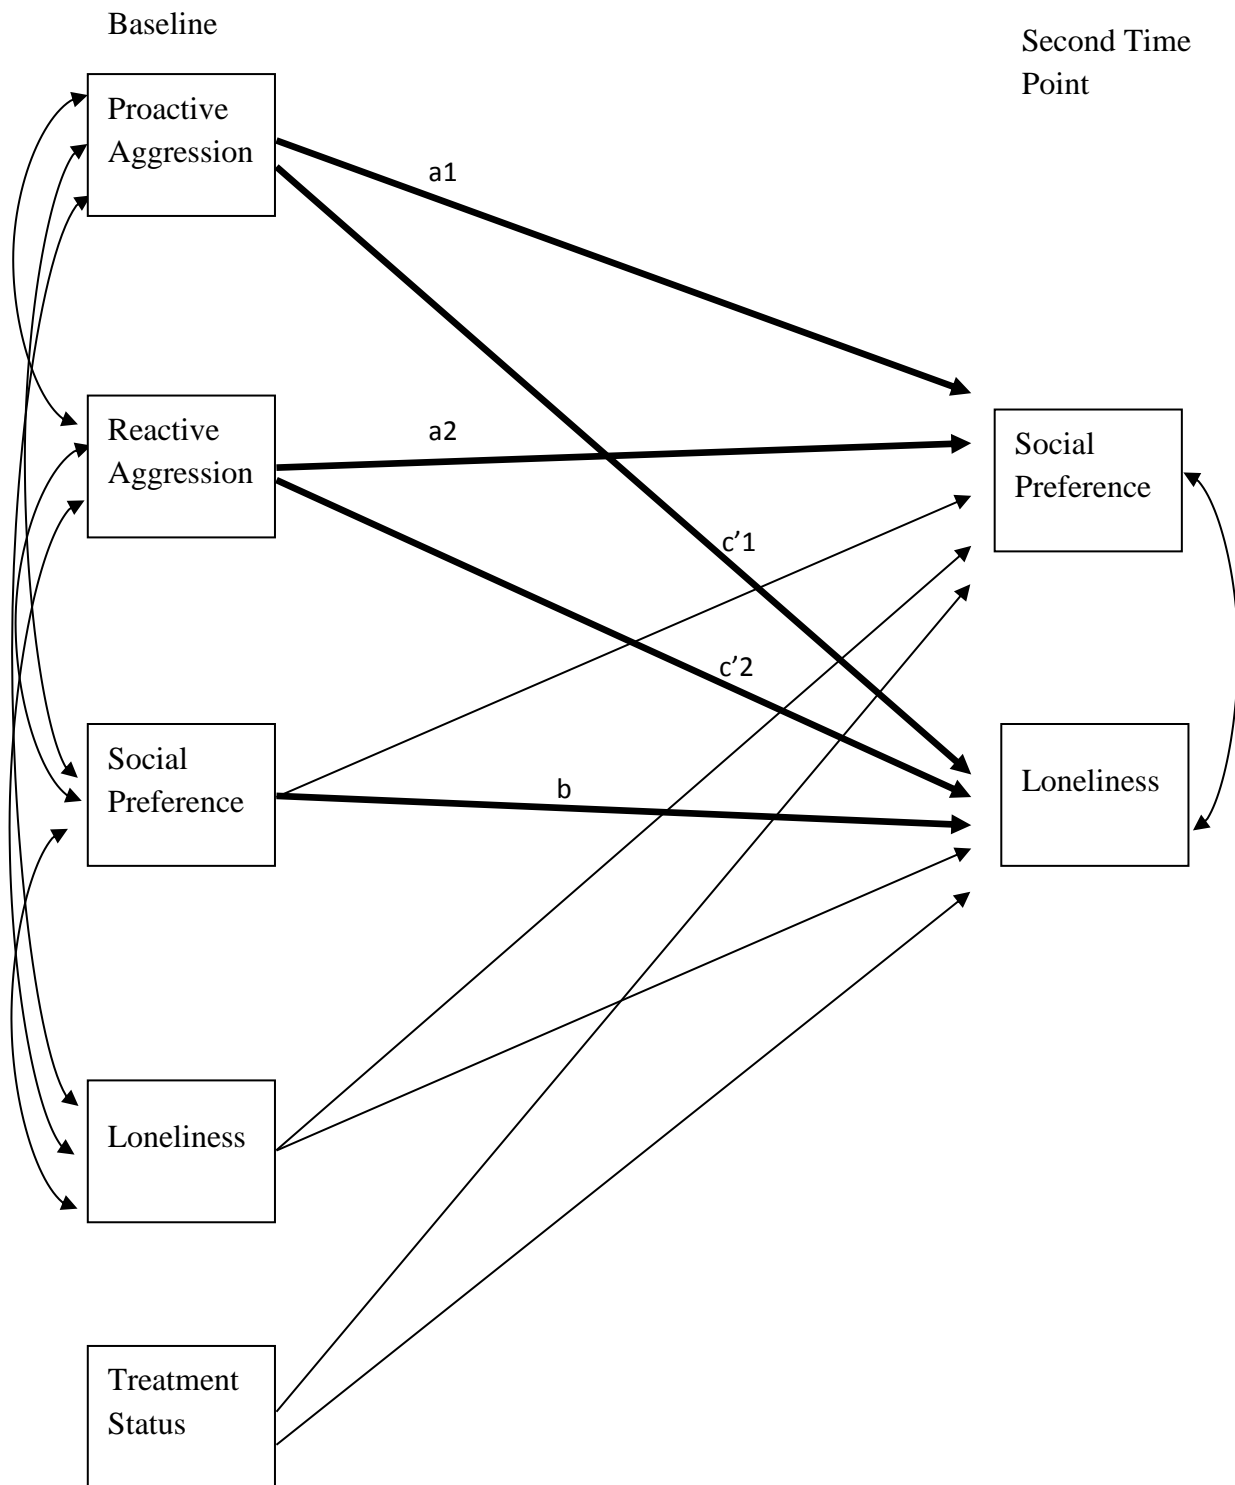 Baseline
Second Time
Point
Proactive
Aggression
a1
Reactive
Aggression
a2
Social
Preference
c’1
c’2
Social
Preference
b
Loneliness
Loneliness
Treatment
Status